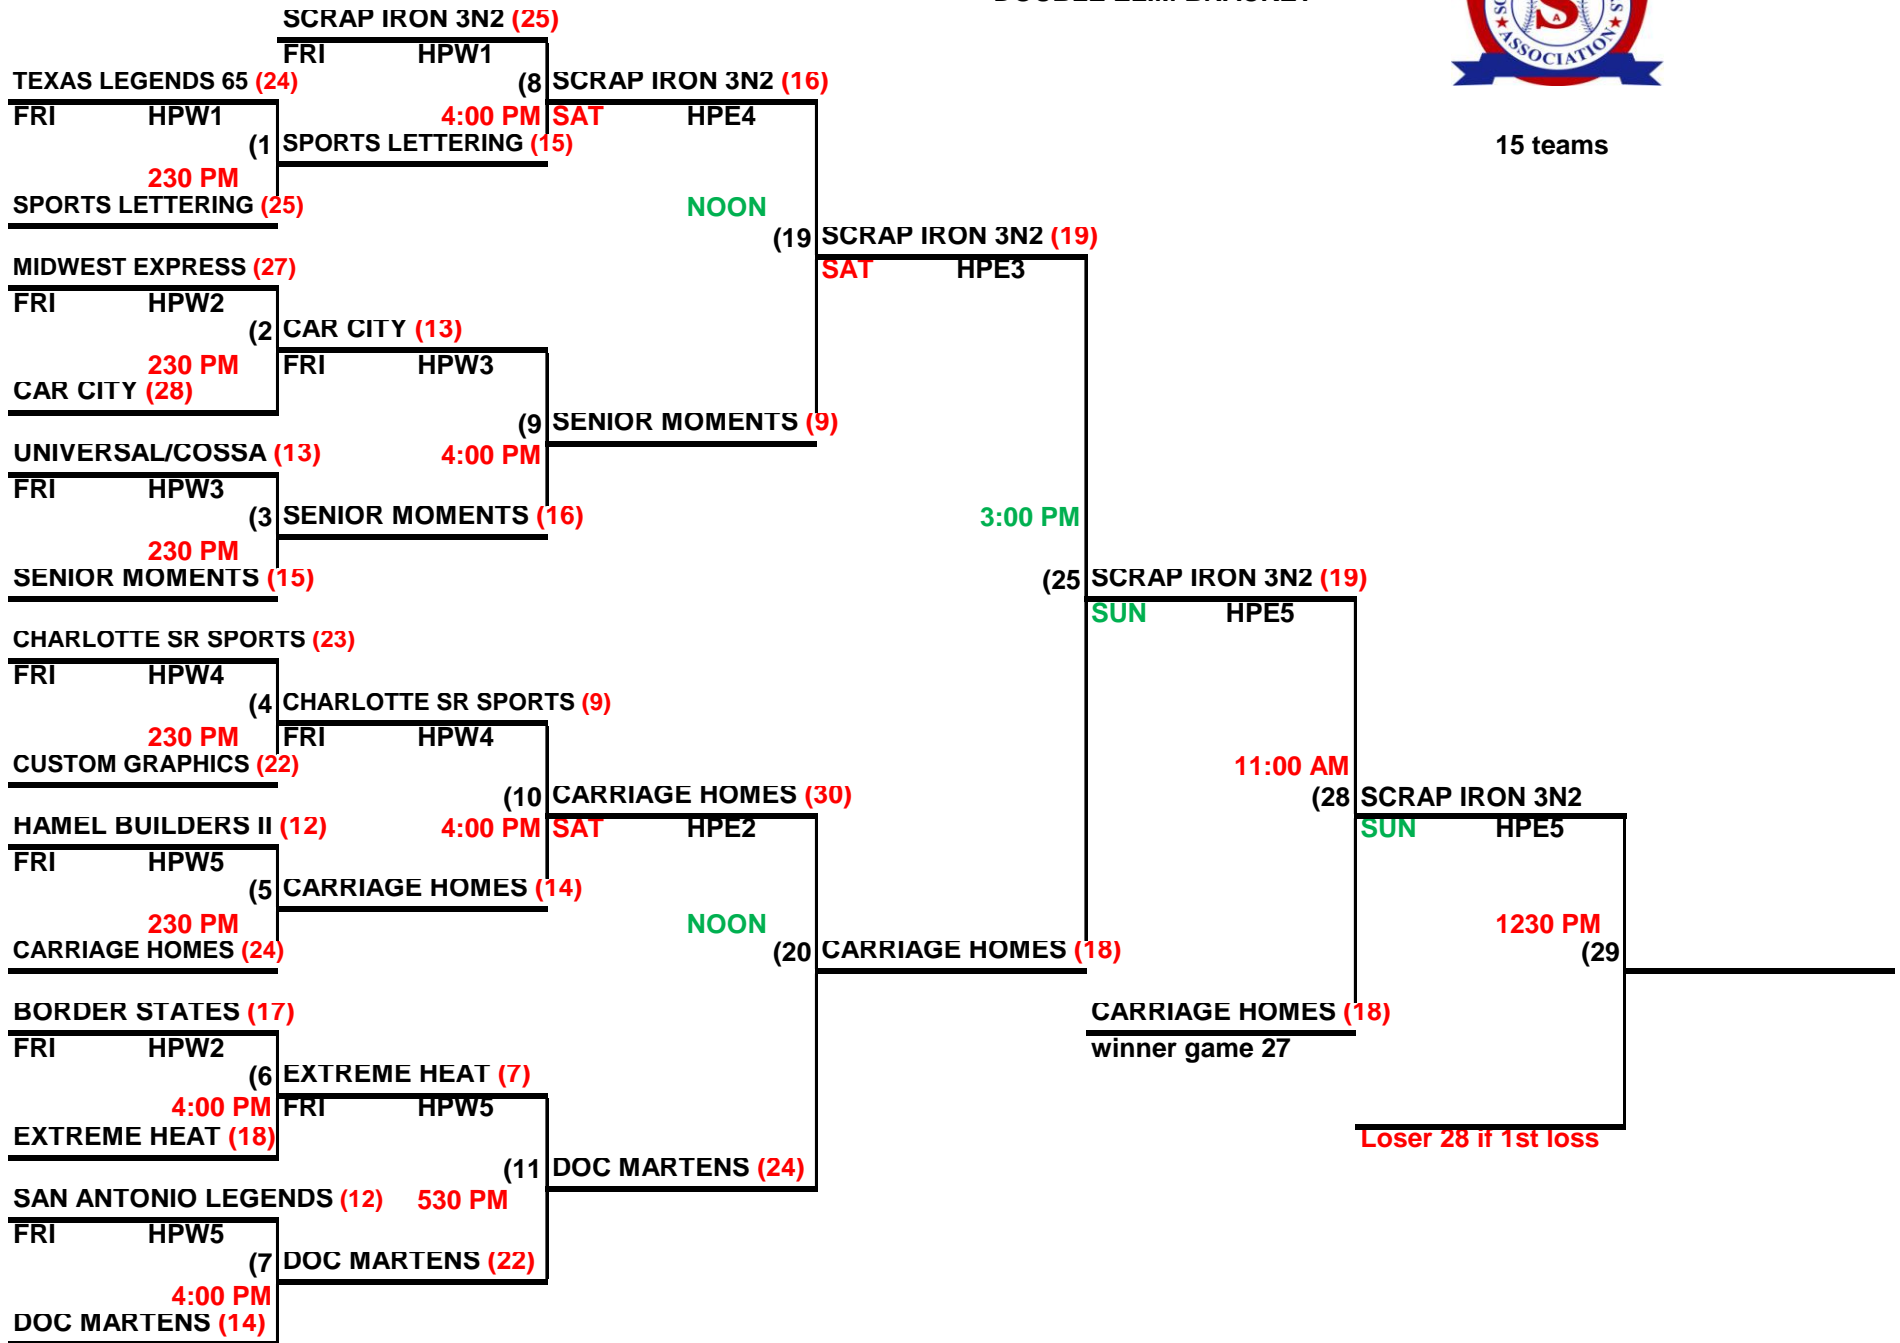 SCRAP IRON 3N2 (25)
FRI HPW1
TEXAS LEGENDS 65 (24)
(8 SCRAP IRON 3N2 (16)
FRI HPW1
4:00 PM SAT HPE4
(1 SPORTS LETTERING (15)
15 teams
230 PM
SPORTS LETTERING (25)
NOON
(19 SCRAP IRON 3N2 (19)
MIDWEST EXPRESS (27)
SAT HPE3
FRI HPW2
(2 CAR CITY (13)
230 PM FRI HPW3
CAR CITY (28)
(9 SENIOR MOMENTS (9)
UNIVERSAL/COSSA (13)
4:00 PM
FRI HPW3
(3 SENIOR MOMENTS (16)
3:00 PM
230 PM
SENIOR MOMENTS (15)
(25 SCRAP IRON 3N2 (19)
SUN HPE5
CHARLOTTE SR SPORTS (23)
FRI HPW4
(4 CHARLOTTE SR SPORTS (9)
230 PM FRI HPW4
CUSTOM GRAPHICS (22)
11:00 AM
(10 CARRIAGE HOMES (30)
(28 SCRAP IRON 3N2
HAMEL BUILDERS II (12)
4:00 PM SAT HPE2
SUN HPE5
FRI HPW5
(5 CARRIAGE HOMES (14)
230 PM
NOON
1230 PM
CARRIAGE HOMES (24)
(20 CARRIAGE HOMES (18)
(29
BORDER STATES (17)
CARRIAGE HOMES (18)
FRI HPW2
winner game 27
(6 EXTREME HEAT (7)
4:00 PM FRI HPW5
EXTREME HEAT (18)
Loser 28 if 1st loss
(11 DOC MARTENS (24)
SAN ANTONIO LEGENDS (12) 530 PM
FRI HPW5
(7 DOC MARTENS (22)
4:00 PM
DOC MARTENS (14)
ASSOCIATION